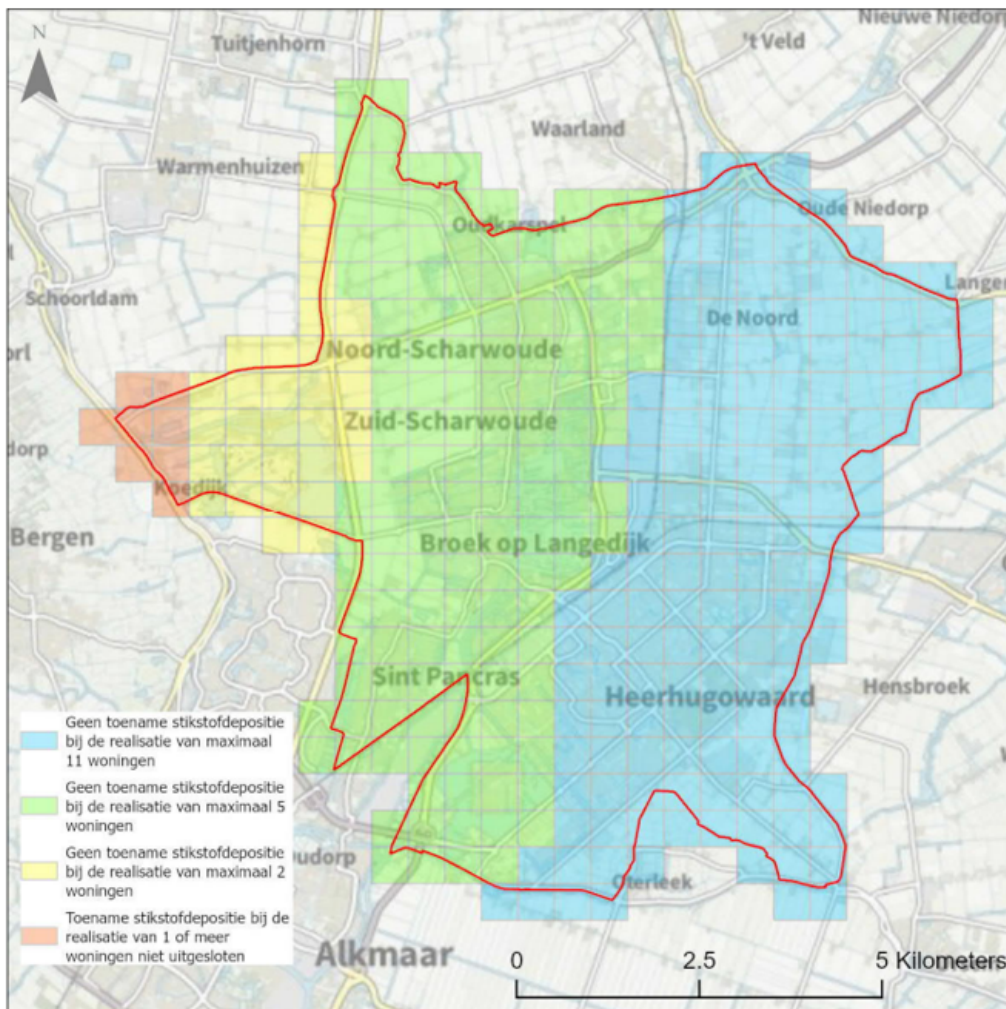 N
Tuitjenhorn
Nieuwe Niedorp
't Veld
Waarland
Warmenhuizen
Oude Niedorp
Oudkarspel
Schoorldam
Langer
De Noord
orl
Noord-Scharwoude
Zuid-Scharwoude
dorp
Koedijk
Bergen
Broek op Langedijk
Sint Pancras
Heerhugowaard
Hensbroek
Geen toename stikstofdepositie
bij de realisatie van maximaal
11 woningen
Geen toename stikstofdepositie
bij de realisatie van maximaal 5
woningen
Geen toename stikstofdepositie
bij de realisatie van maximaal 2
woningen
Toename stikstofdepositie bij de
realisatie van 1 of meer
woningen niet uitgesloten
Oudorp
Oterleek
Alkmaar
0 2.5 5 Kilometers